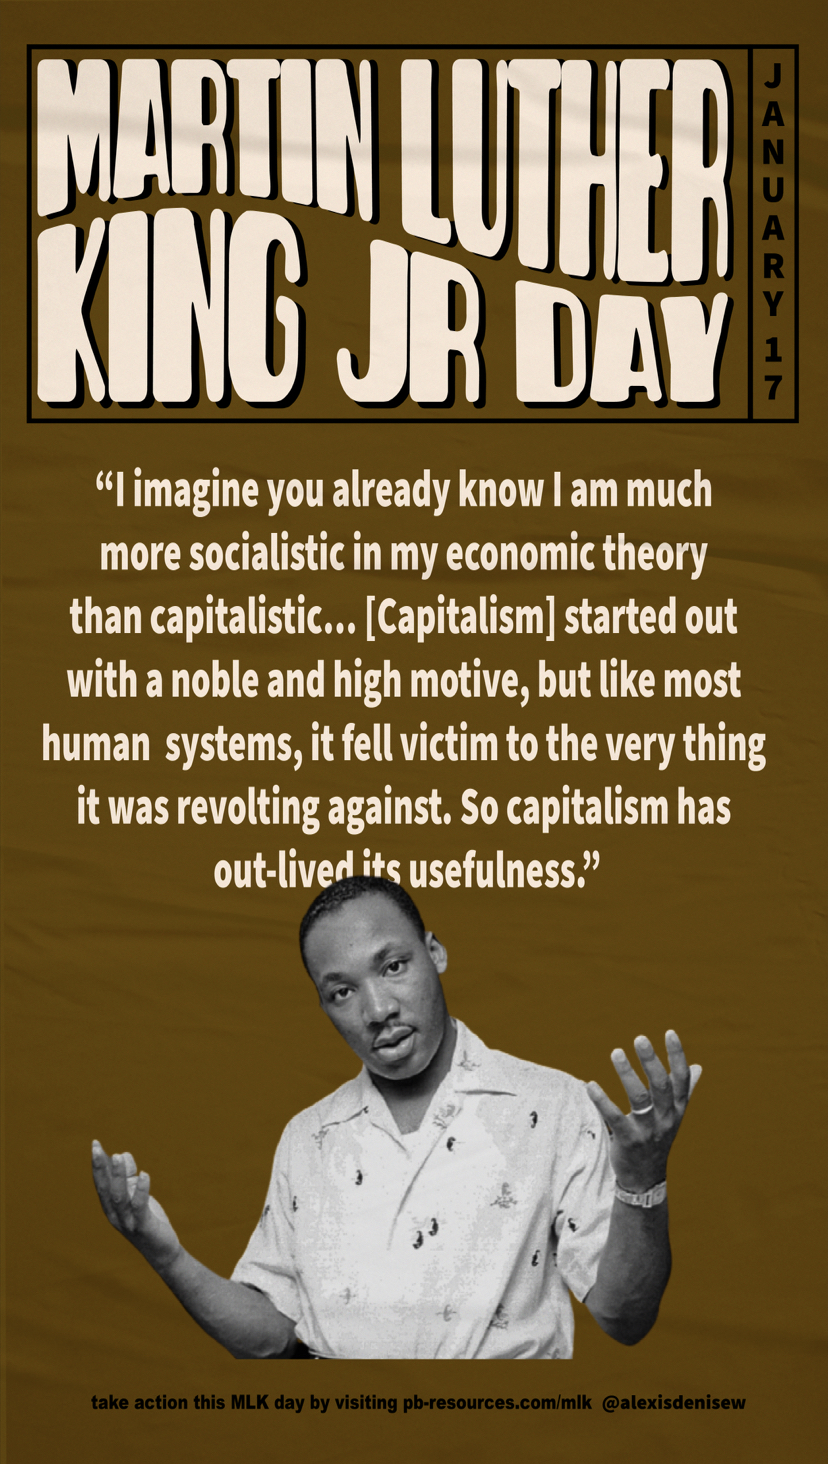 MARTIN LUTHER
KING JR DAY
JANUARY 17
“I imagine you already know I am much
more socialistic in my economic theory
than capitalistic... [Capitalism] started out
with a noble and high motive, but like most
human systems, it fell victim to the very thing
it was revolting against. So capitalism has
out-lived its usefulness.”
take action this MLK day by visiting pb-resources.com/mlk @alexisdenisew